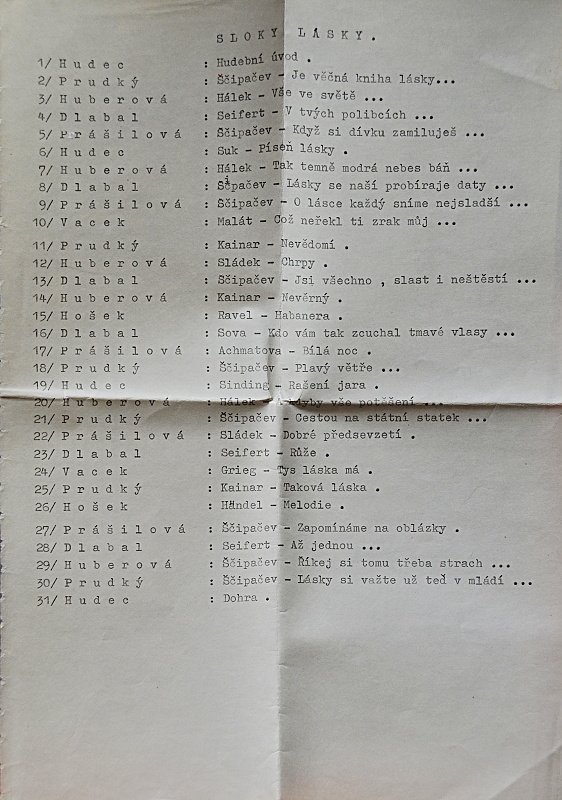 SLOKY LÁSKY.
1/ Hudec : Hudební úvod .
2/ Prudký : Ščipačev - Je věčná kniha lásky...
3/ Huberová : Hálek - Vše ve světě ...
4/ Dlabal : Seifert - V tvých polibcích ...
5/ Prášilová : Ščipačev - Když si dívku zamiluješ ...
6/ Hudec : Suk - Píseň lásky .
7/ Huberová : Hálek - Tak temně modrá nebes báň ...
8/ Dlabal : Sčipačev - Lásky se naší probíraje daty ...
9/ Prášilová : Ščipačev - O lásce každý sníme nejsladší ...
10/ Vacek : Malát - Což neřekl ti zrak můj ...
11/ Prudký : Kainar - Nevědomí .
12/ Huberová : Sládek - Chrpy .
13/ Dlabal : Sčipačev - Jsi všechno , slast i neštěstí ...
14/ Huberová : Kainar - Nevěrný .
15/ Hošek : Ravel - Habanera .
16/ Dlabal : Sova - Kdo vám tak zcuchal tmavé vlasy ...
17/ Prášilová : Achmatova - Bílá noc .
18/ Prudký : Ščipačev - Plavý větře ...
19/ Hudec : Sinding - Rašení jara .
20/ Huberová : Hálek - A kdyby vše potěšení ...
21/ Prudký : Ščipačev - Cestou na státní statek ...
22/ Prášilová : Sládek - Dobré předsevzetí .
23/ Dlabal : Seifert - Růže .
24/ Vacek : Grieg - Tys láska má .
25/ Prudký : Kainar - Taková láska .
26/ Hošek : Händel - Melodie .
27/ Prášilová : Ščipačev - Zapomínáme na oblázky .
28/ Dlabal : Seifert - Až jednou ...
29/ Huberová : Ščipačev - Říkej si tomu třeba strach ...
30/ Prudký : Ščipačev - Lásky si važte už teď v mládí ...
31/ Hudec : Dohra .